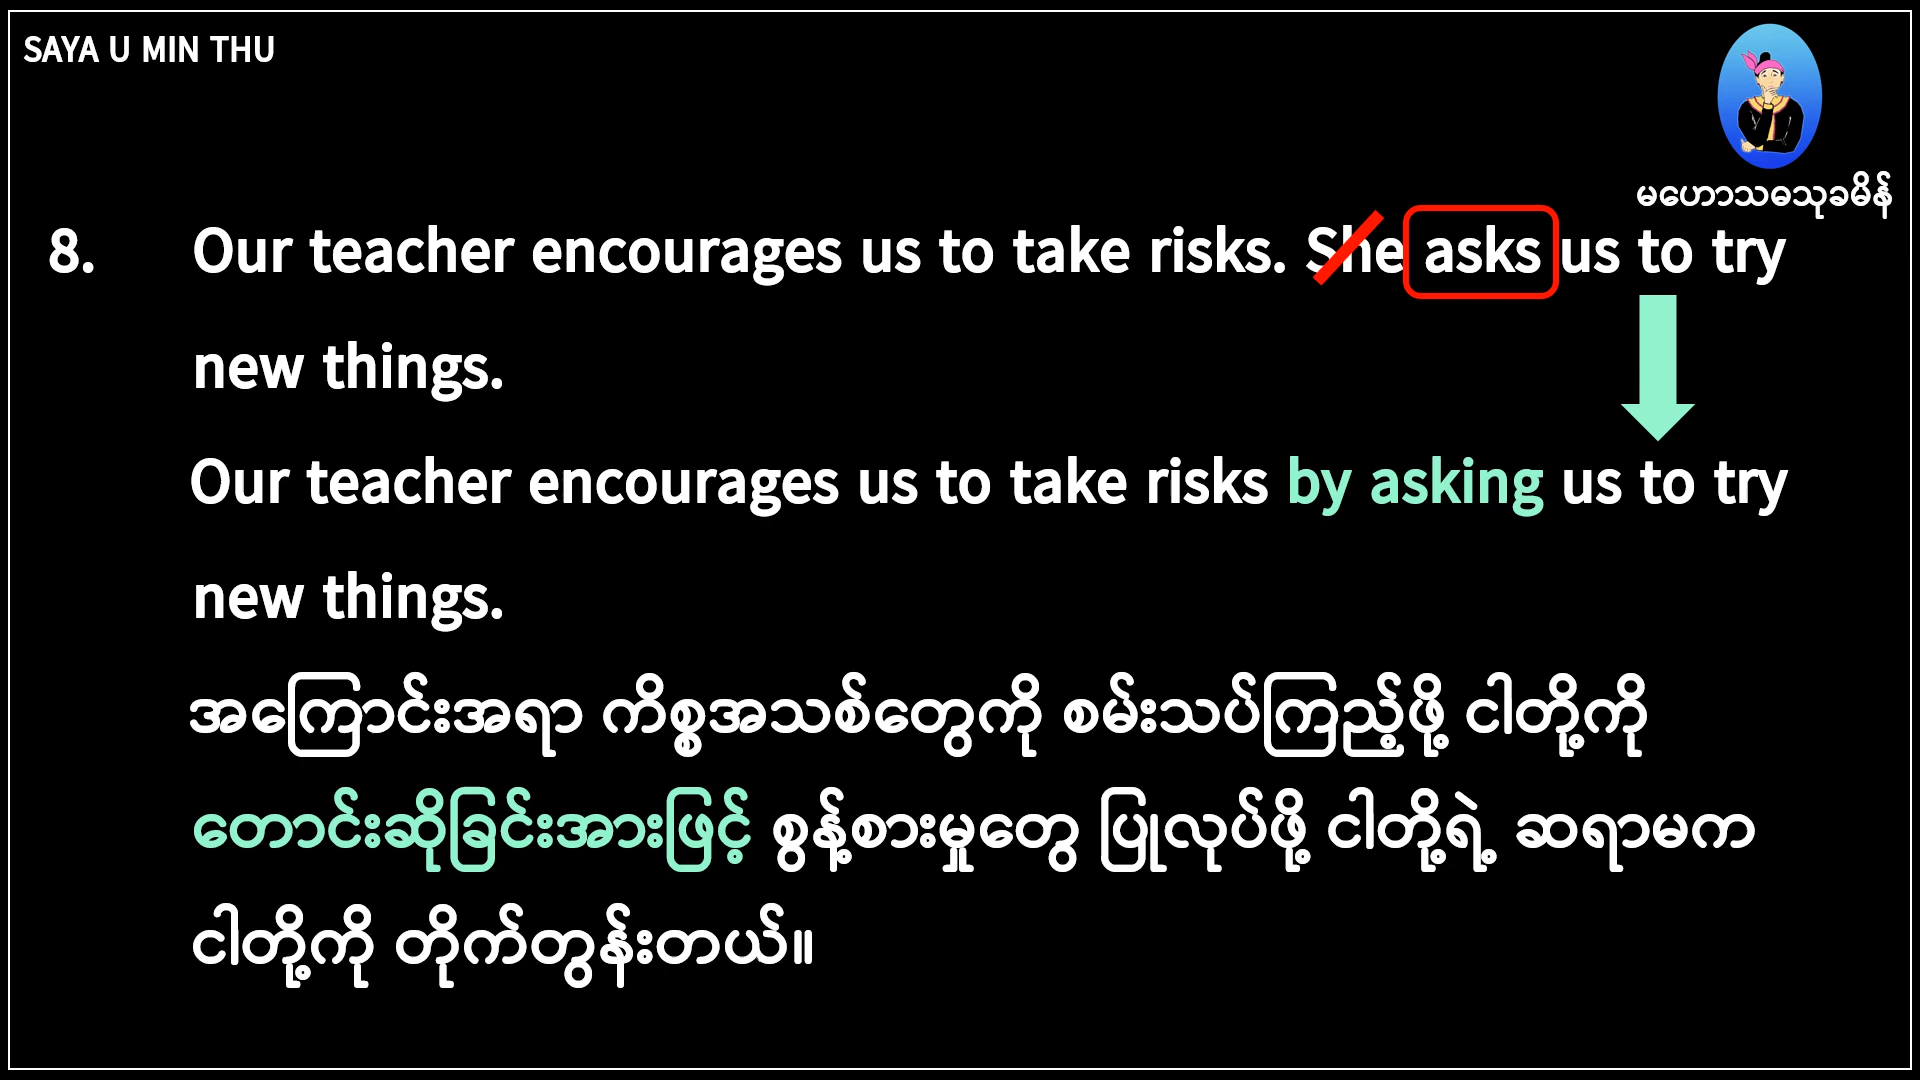 SAYA U MIN THU
မဟောသဓသုခမိန်
8. Our teacher encourages us to take risks. She asks us to try
new things.
Our teacher encourages us to take risks by asking us to try
new things.
အကြောင်းအရာ ကိစ္စအသစ်တွေကို စမ်းသပ်ကြည့်ဖို့ ငါတို့ကို
တောင်းဆိုခြင်းအားဖြင့် စွန့်စားမှုတွေ ပြုလုပ်ဖို့ ငါတို့ရဲ့ ဆရာမက
ငါတို့ကို တိုက်တွန်းတယ်။